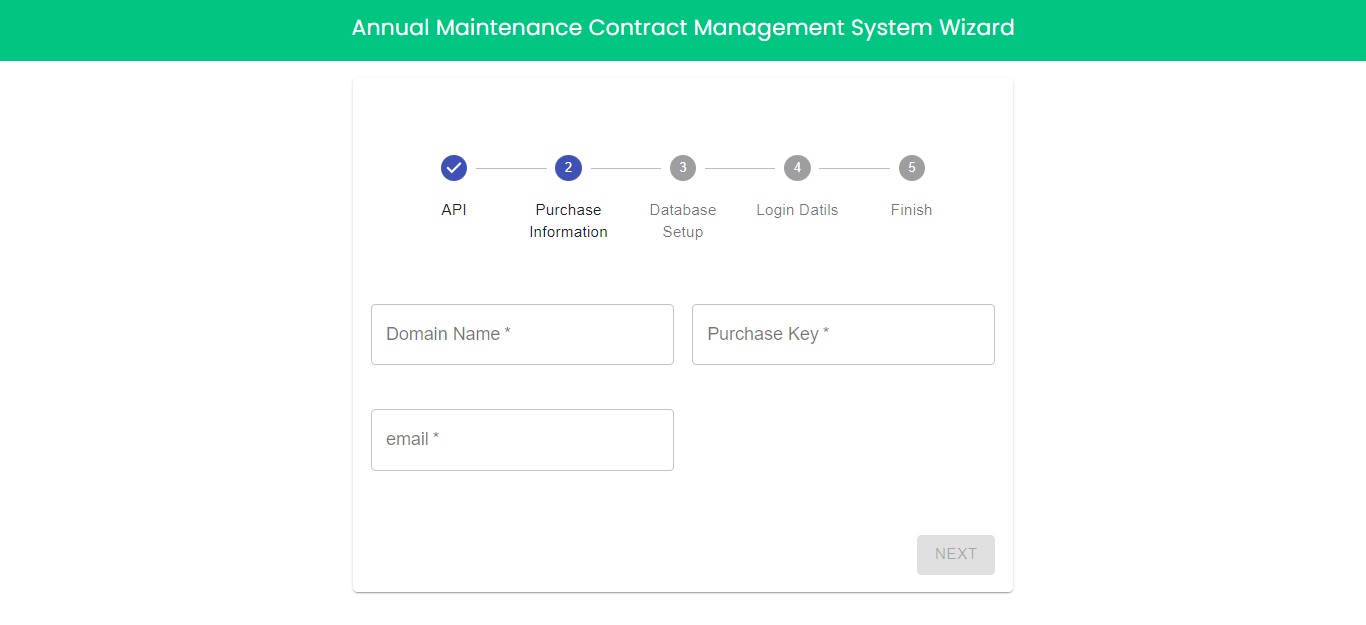 Annual Maintenance Contract Management System Wizard
2
3
4
5
API
Purchase
Information
Database
Setup
Login Datils
Finish
Domain Name *
Purchase Key *
email *
NEXT